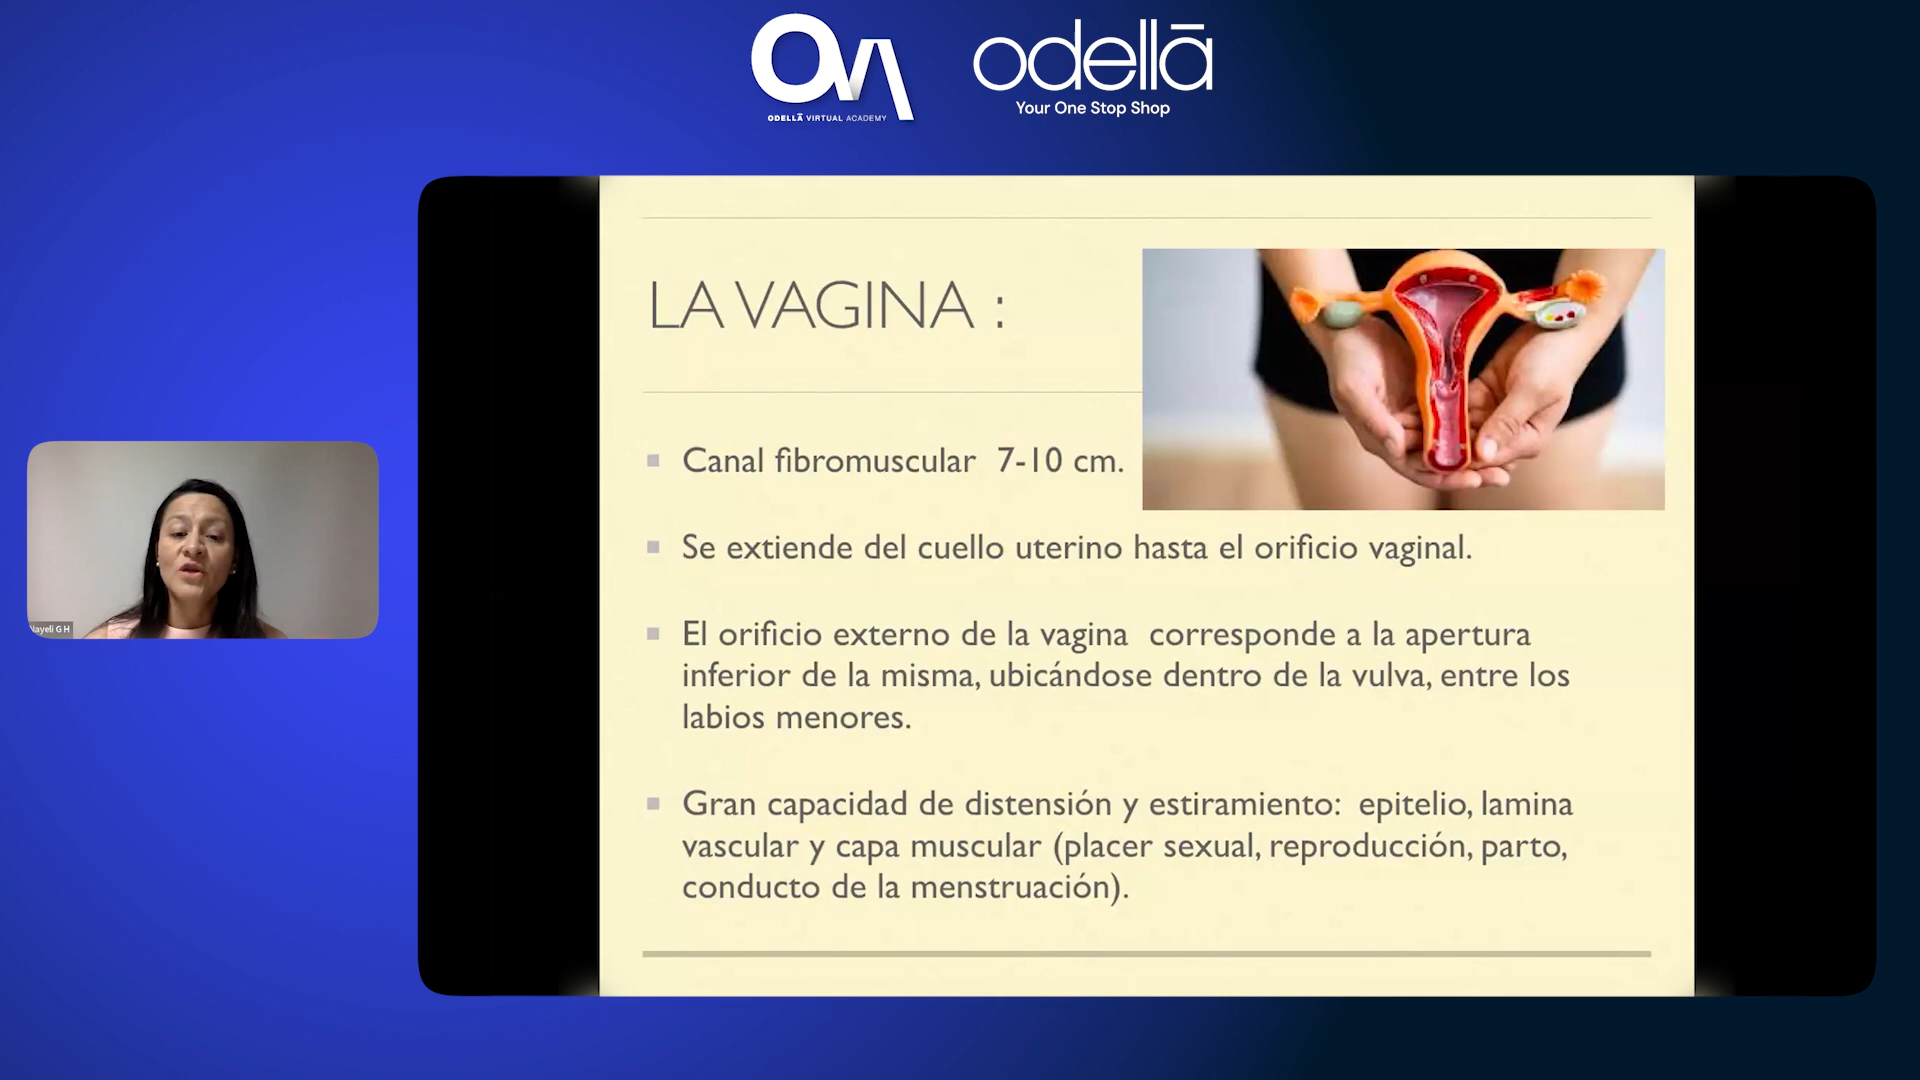 OVA
ODELLĀ VIRTUAL ACADEMY
odellā
Your One Stop Shop
LA VAGINA :
Canal fibromuscular 7-10 cm.
Se extiende del cuello uterino hasta el orificio vaginal.
El orificio externo de la vagina corresponde a la apertura
inferior de la misma, ubicándose dentro de la vulva, entre los
labios menores.
Gran capacidad de distensión y estiramiento: epitelio, lamina
vascular y capa muscular (placer sexual, reproducción, parto,
conducto de la menstruación).
Nayeli G H